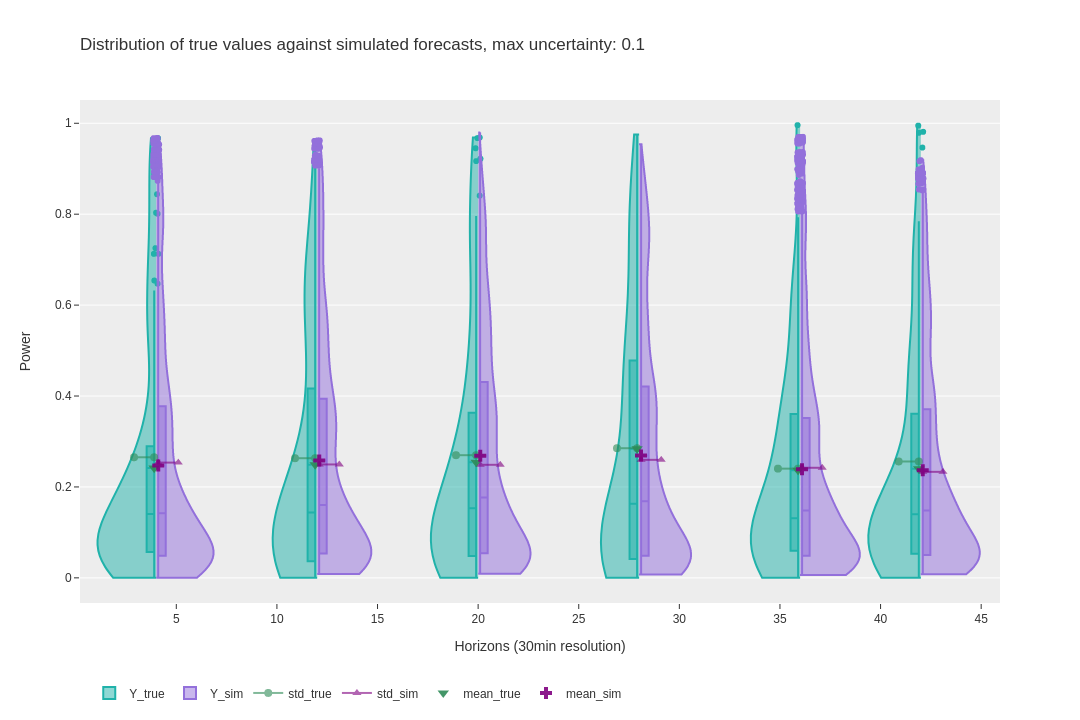 Distribution of true values against simulated forecasts, max uncertainty: 0.1
1
0.8
0.6
0.4
0.2
0
Power
5 10 15 20 25 30 35 40 45
Horizons (30min resolution)
Y_true Y_sim std_true std_sim mean_true mean_sim